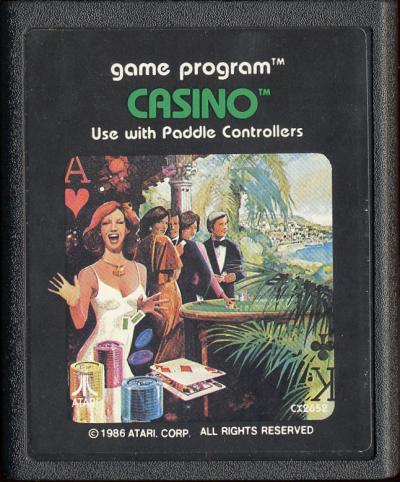 game program™
CASINO™
Use with Paddle Controllers
A
K
ATARI
CX2652
© 1986 ATARI. CORP. ALL RIGHTS RESERVED